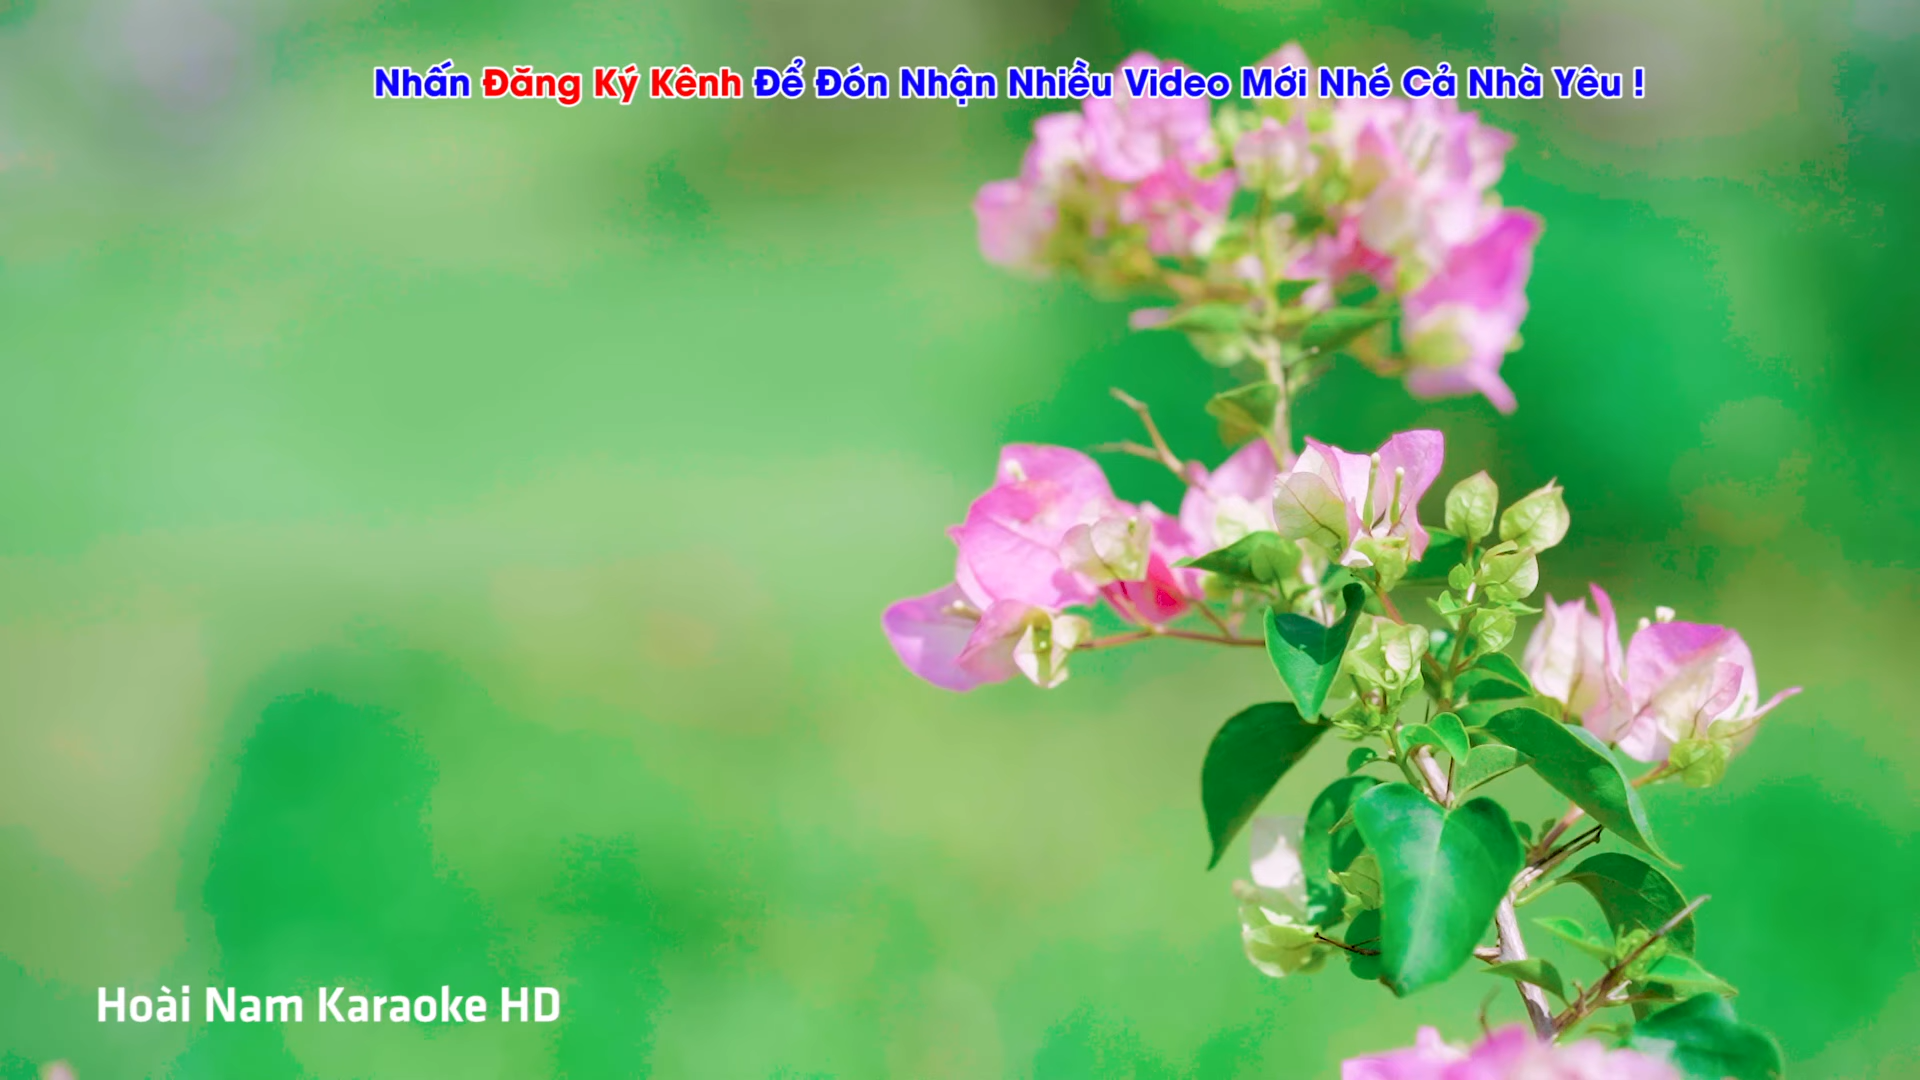 Nhấn Đăng Ký Kênh Để Đón Nhận Nhiều Video Mới Nhé Cả Nhà Yêu !
Hoài Nam Karaoke HD